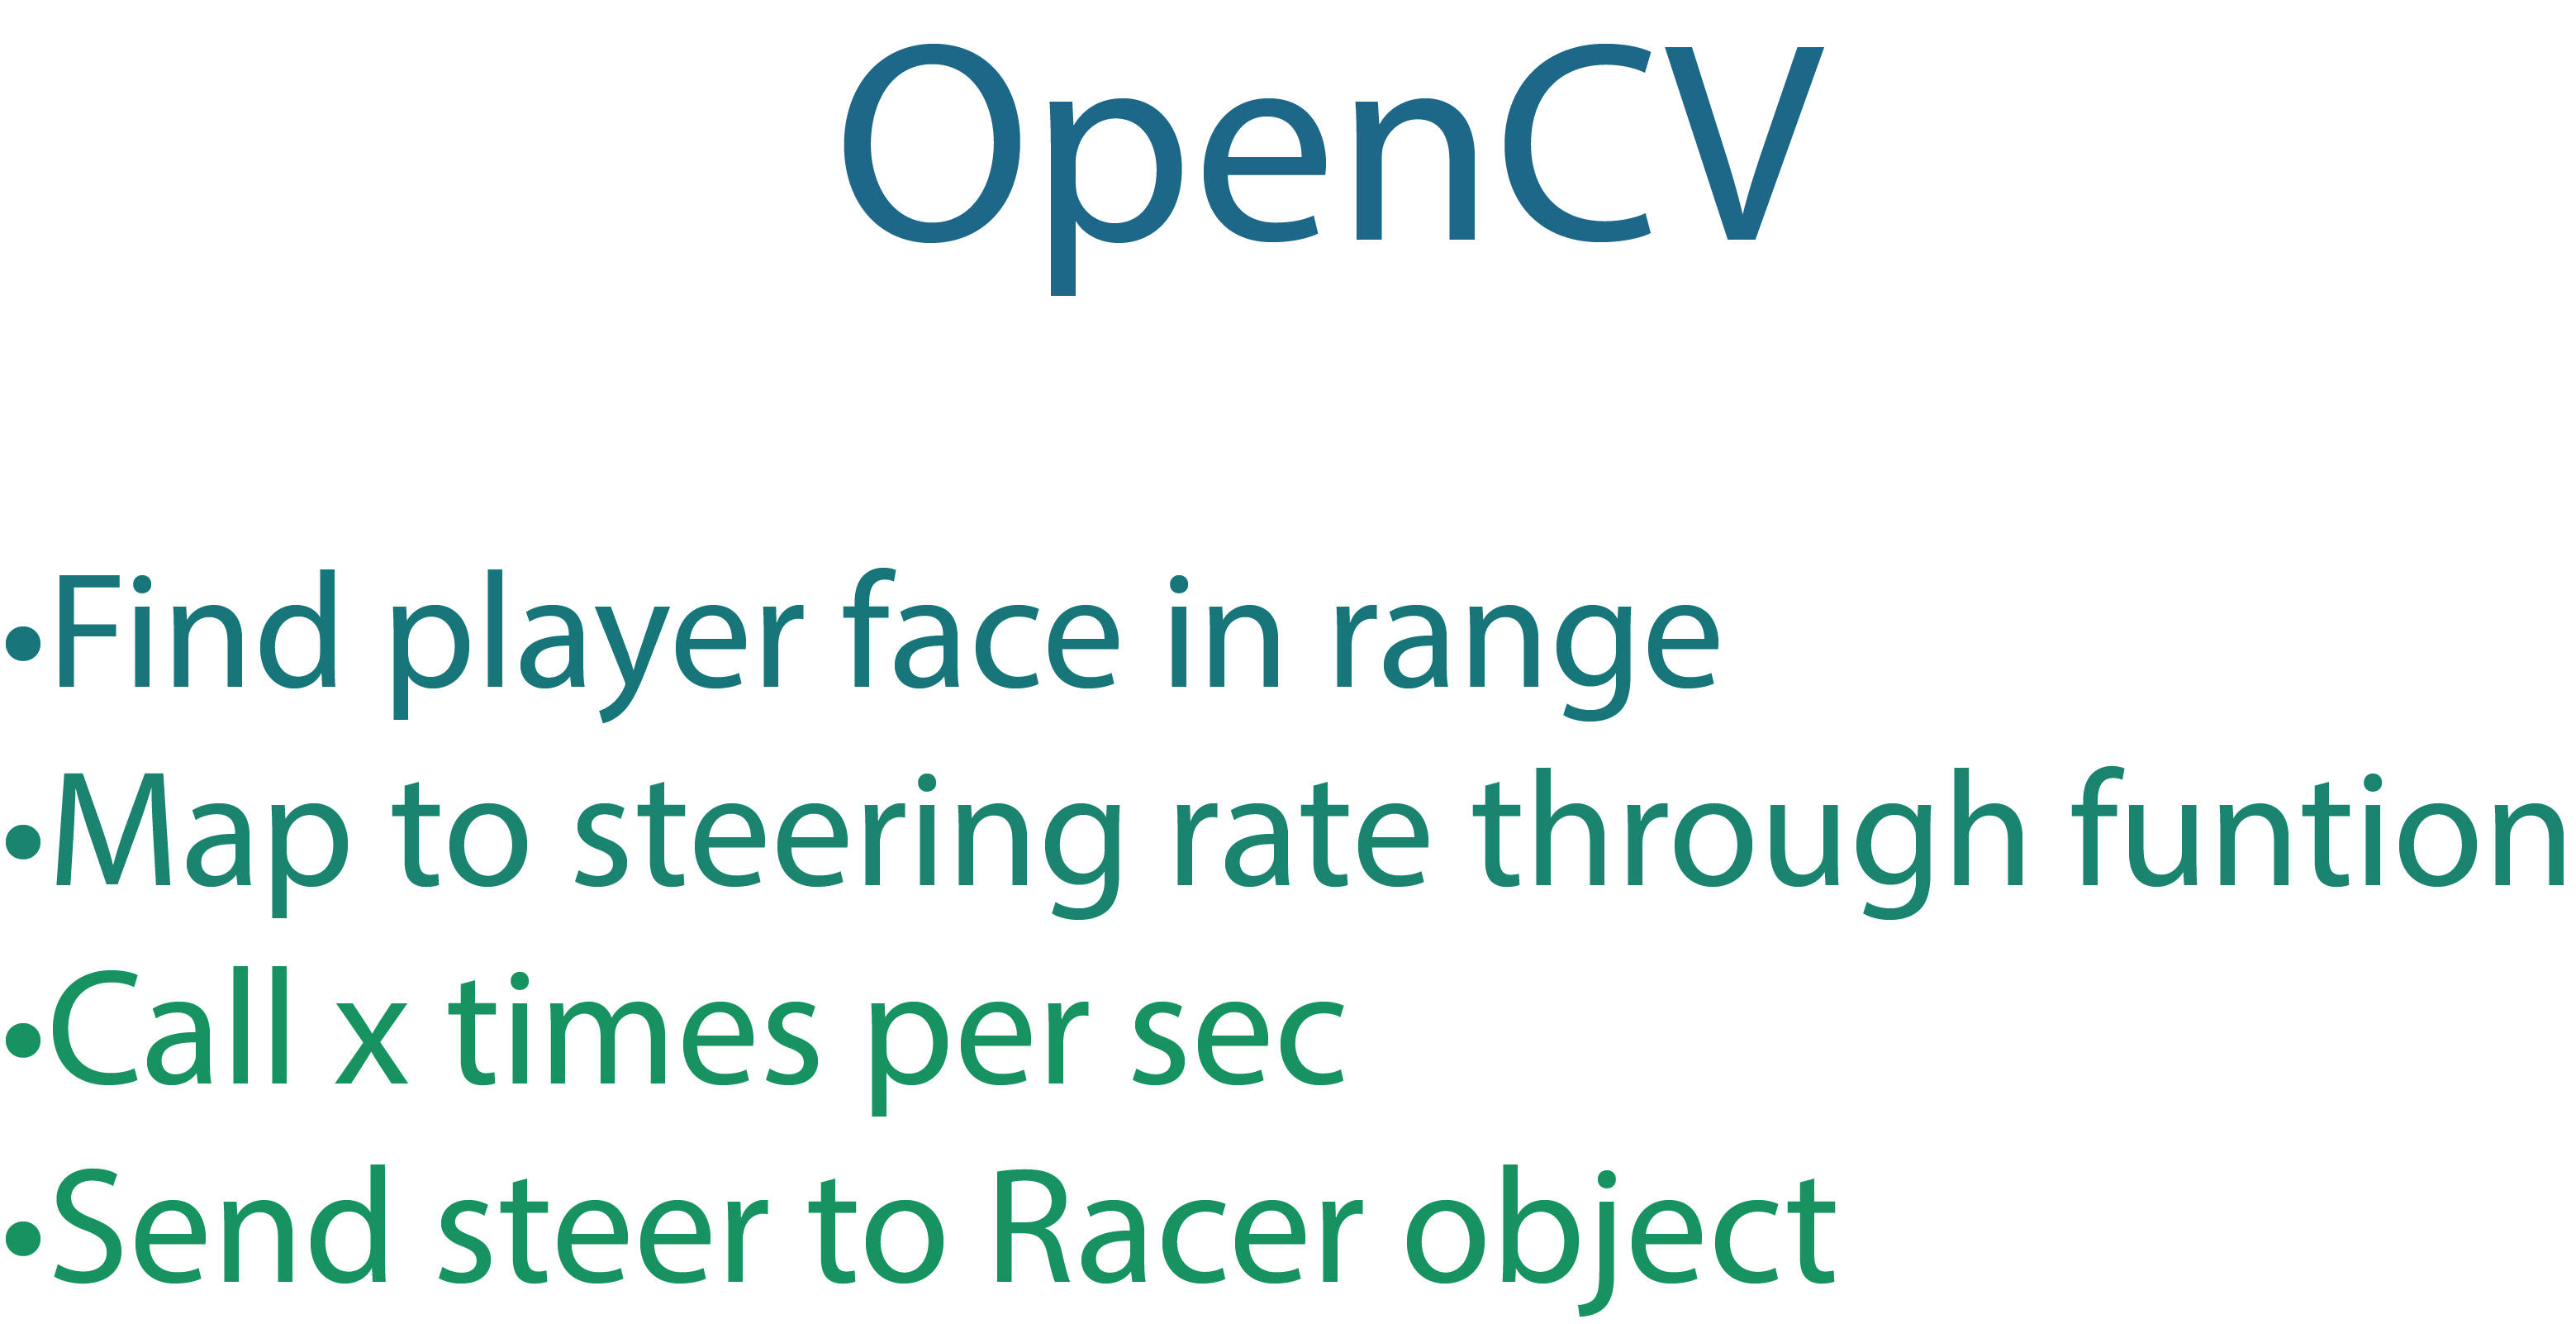 OpenCV
•Find player face in range
•Map to steering rate through funtion
•Call x times per sec
•Send steer to Racer object